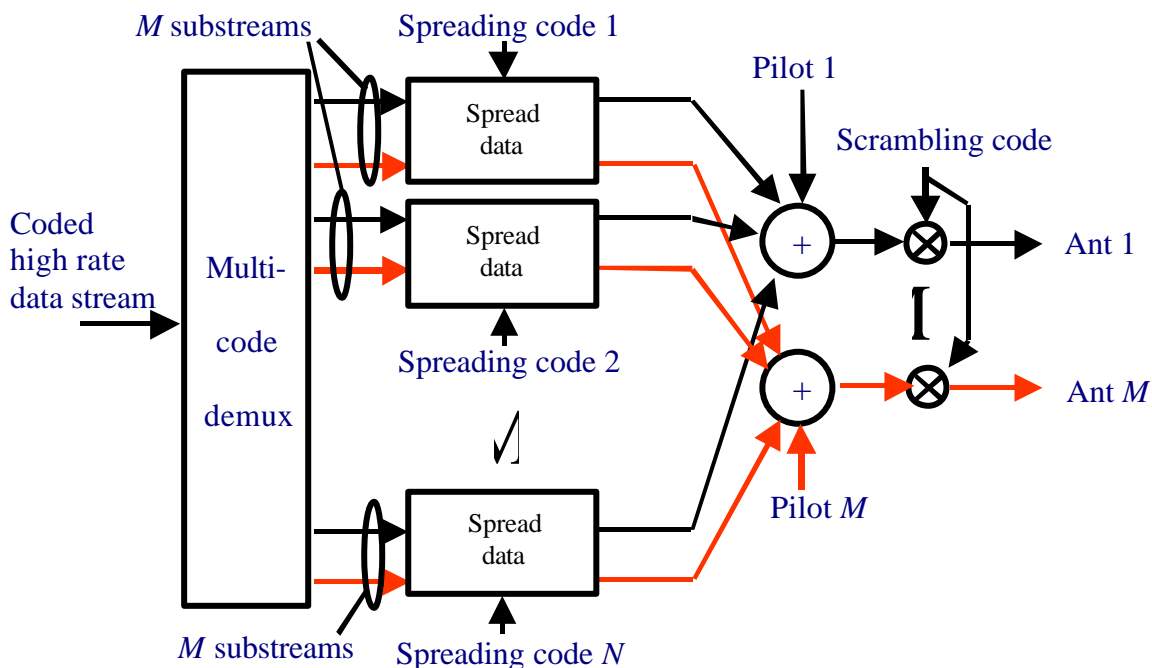 M substreams
Spreading code 1
Pilot 1
Spread
data
Scrambling code
Coded
high rate
data stream
Multi-
code
demux
Spread
data
+
Ant 1
Spreading code 2
+
Ant M
Pilot M
Spread
data
M substreams
Spreading code N